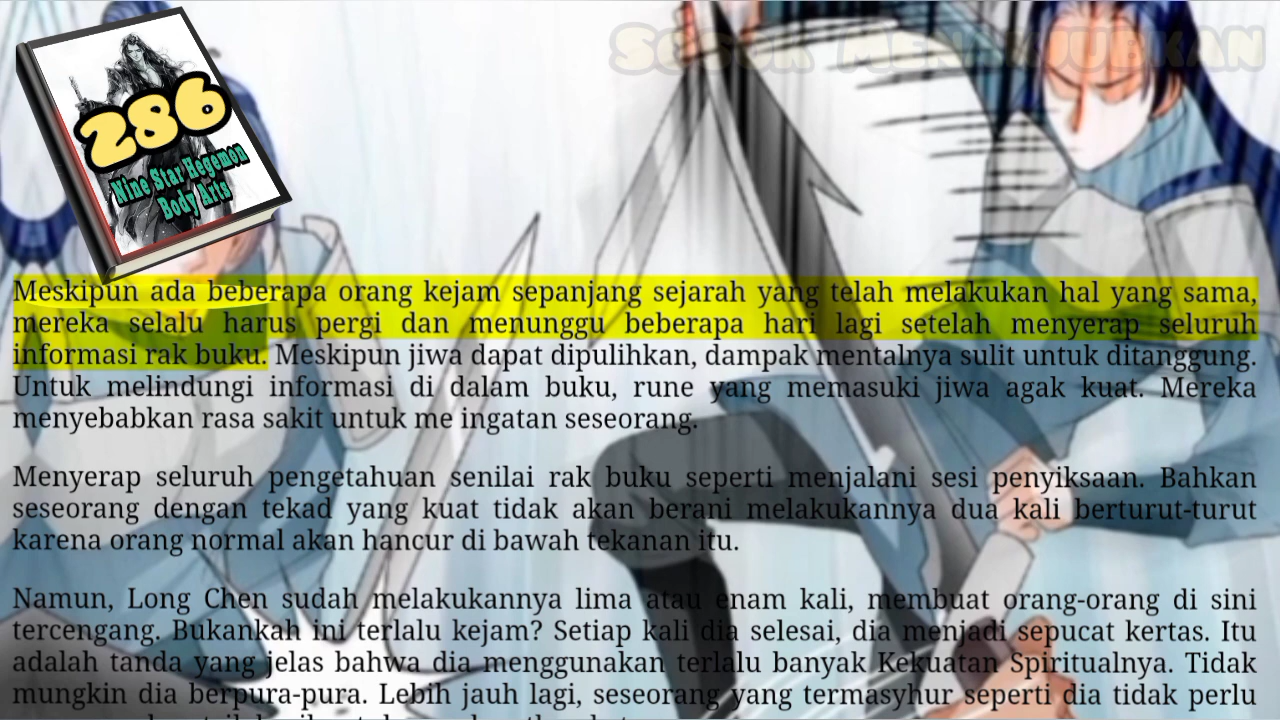 SOSOK MENAKJUBKAN
286
Nine Star Hegemon
Body Arts
Meskipun ada beberapa orang kejam sepanjang sejarah yang telah melakukan hal yang sama,
mereka selalu harus pergi dan menunggu beberapa hari lagi setelah menyerap seluruh
informasi rak buku. Meskipun jiwa dapat dipulihkan, dampak mentalnya sulit untuk ditanggung.
Untuk melindungi informasi di dalam buku, rune yang memasuki jiwa agak kuat. Mereka
menyebabkan rasa sakit untuk me ingatan seseorang.
Menyerap seluruh pengetahuan senilai rak buku seperti menjalani sesi penyiksaan. Bahkan
seseorang dengan tekad yang kuat tidak akan berani melakukannya dua kali berturut-turut
karena orang normal akan hancur di bawah tekanan itu.
Namun, Long Chen sudah melakukannya lima atau enam kali, membuat orang-orang di sini
tercengang. Bukankah ini terlalu kejam? Setiap kali dia selesai, dia menjadi sepucat kertas. Itu
adalah tanda yang jelas bahwa dia menggunakan terlalu banyak Kekuatan Spiritualnya. Tidak
mungkin dia berpura-pura. Lebih jauh lagi, seseorang yang termasyhur seperti dia tidak perlu